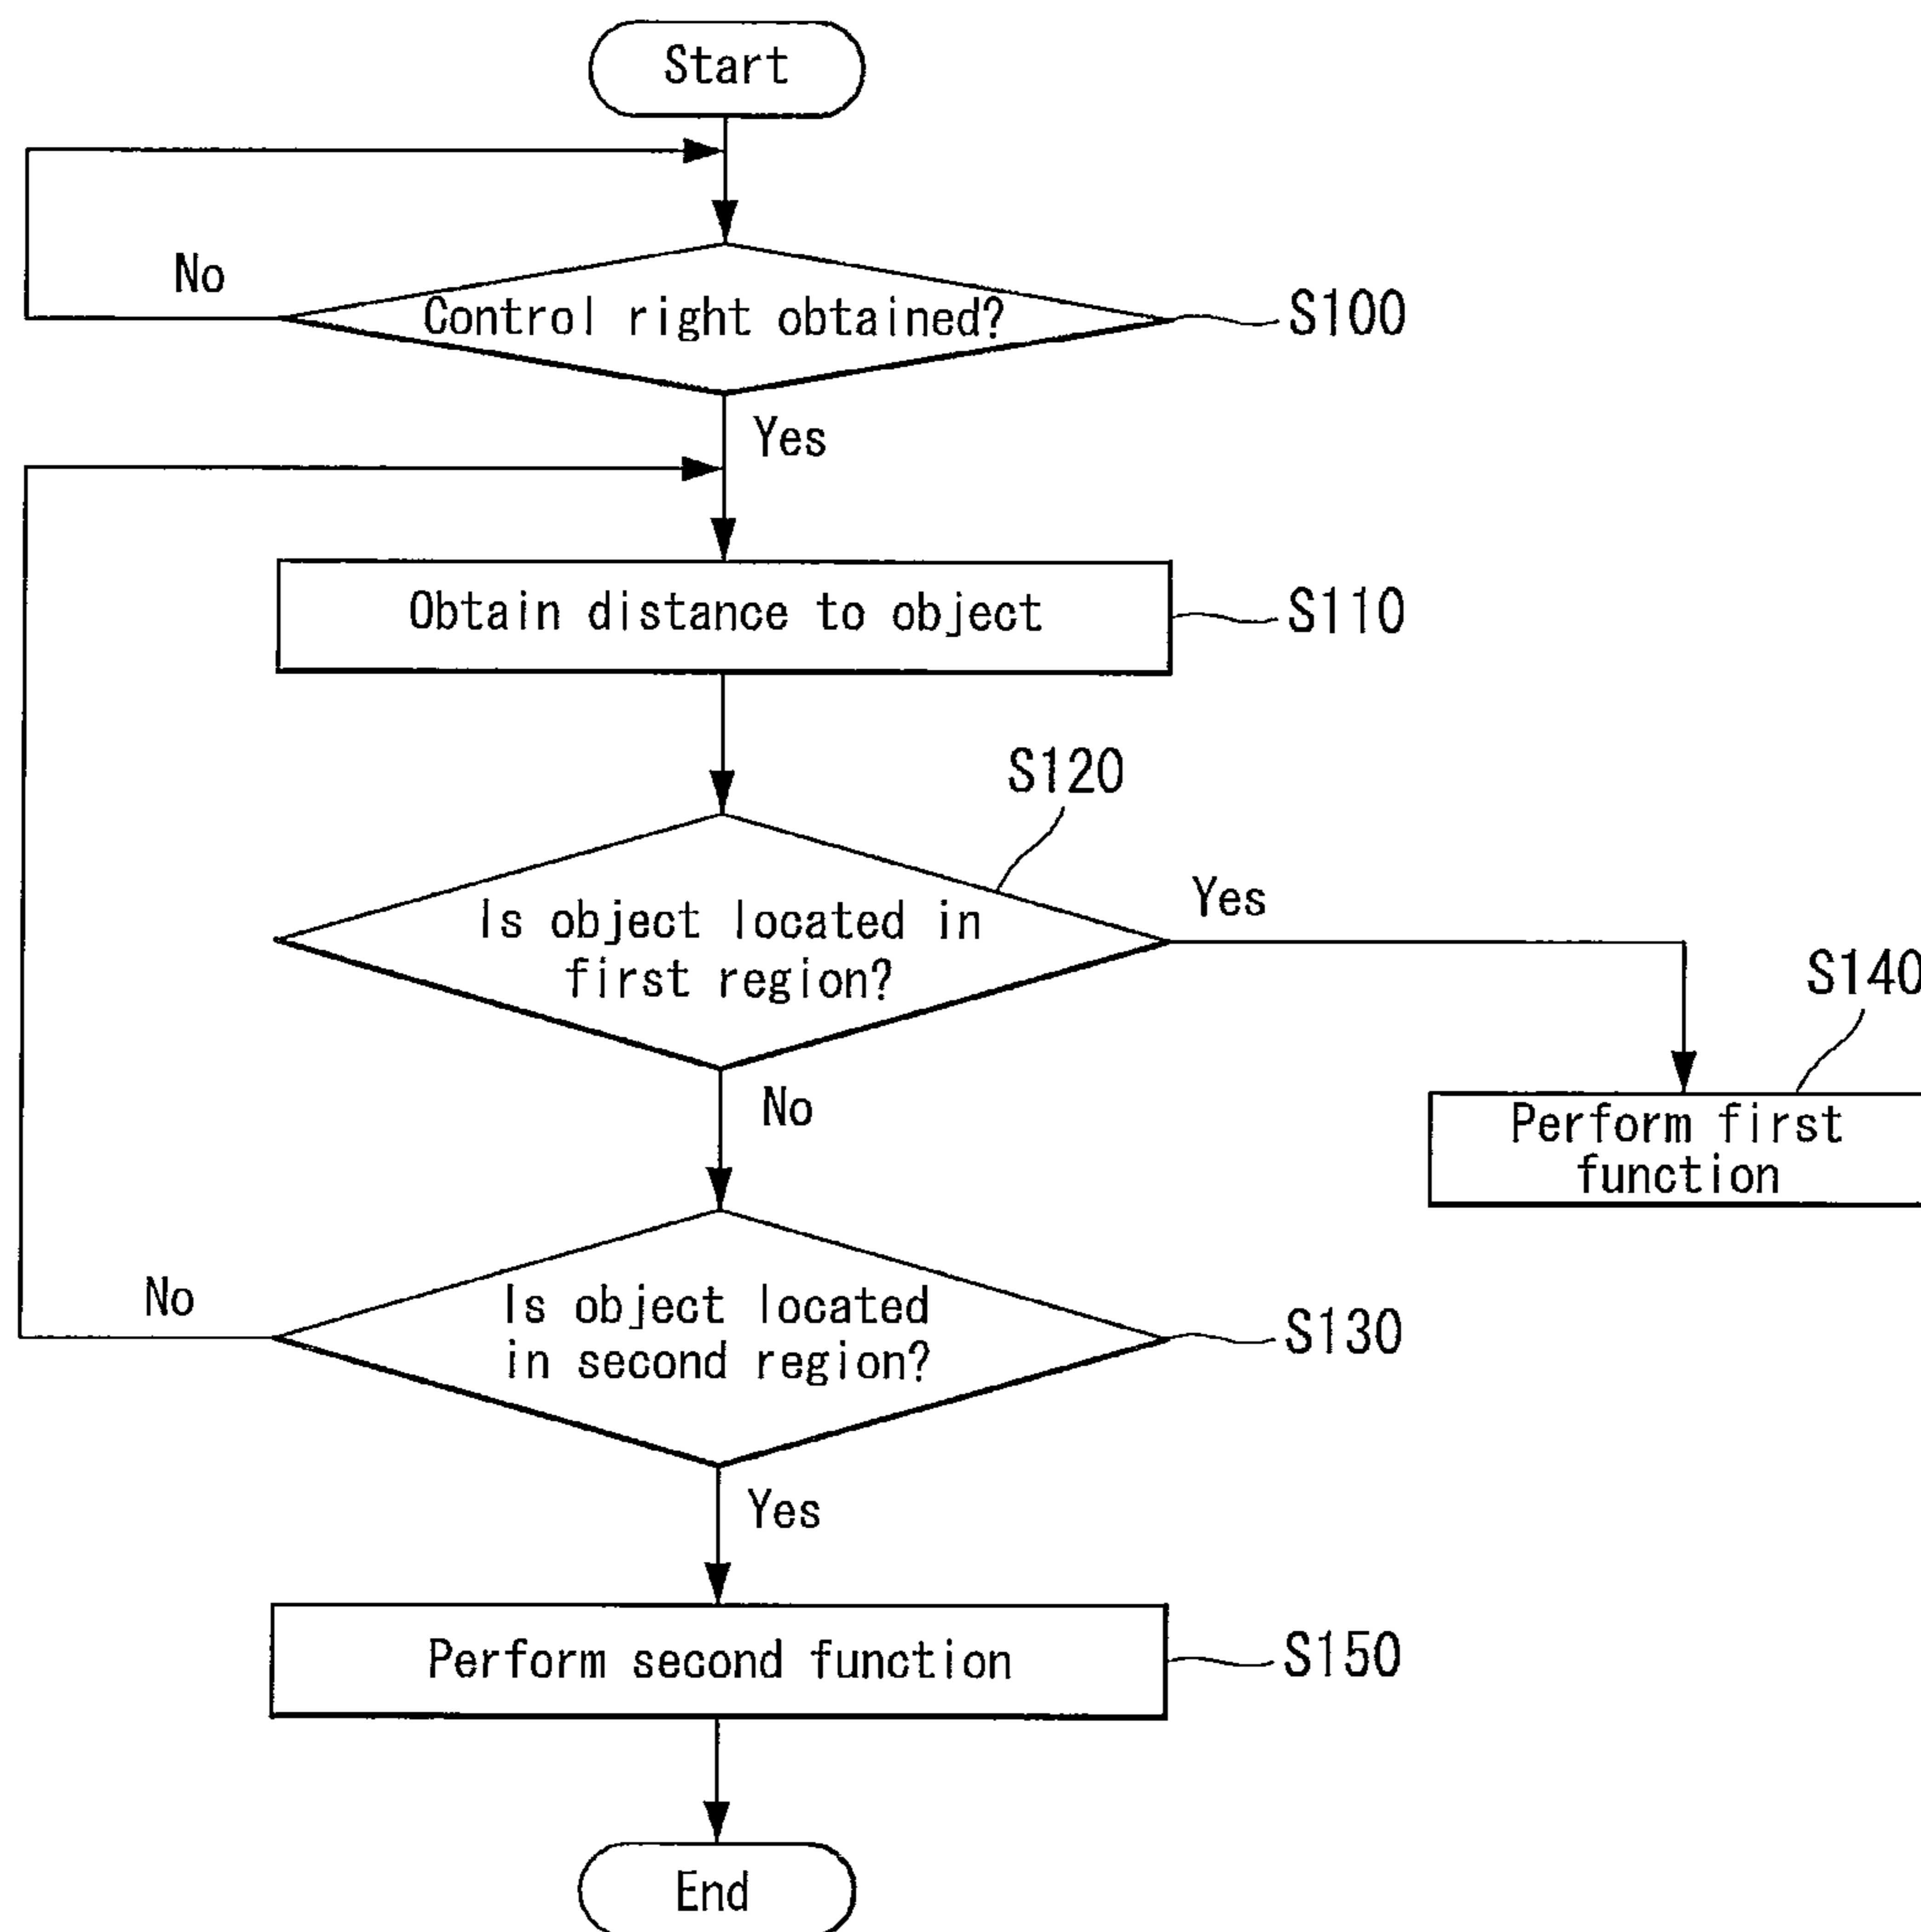 Start
No
Control right obtained?
S100
Yes
Obtain distance to object
S110
S120
Is object located in
first region?
Yes
S140
No
Perform first
function
Is object located
in second region?
No
S130
Yes
Perform second function
S150
End